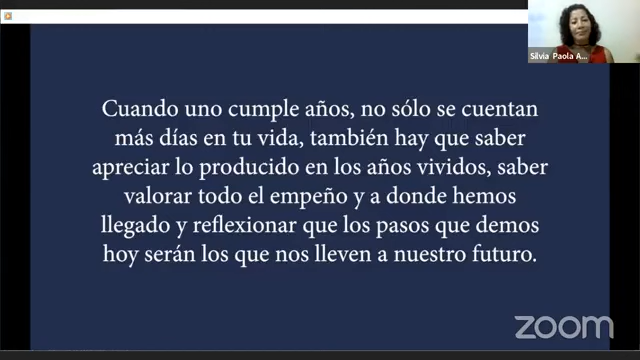 Silvia Paola A...
Cuando uno cumple años, no sólo se cuentan
más días en tu vida, también hay que saber
apreciar lo producido en los años vividos, saber
valorar todo el empeño y a donde hemos
llegado y reflexionar que los pasos que demos
hoy serán los que nos lleven a nuestro futuro.
zoom